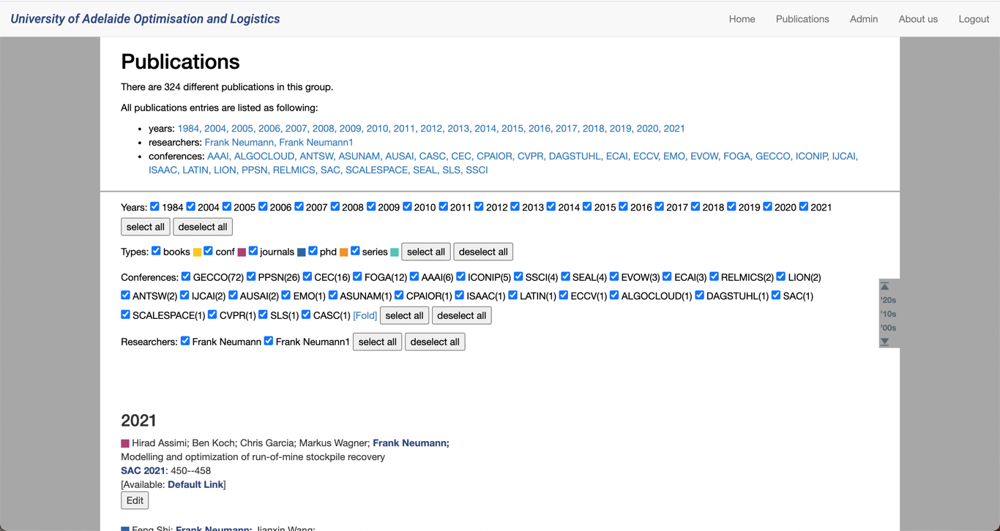 University of Adelaide Optimisation and Logistics
Home Publications Admin About us Logout
Publications
There are 324 different publications in this group.
All publications entries are listed as following:
• years: 1984, 2004, 2005, 2006, 2007, 2008, 2009, 2010, 2011, 2012, 2013, 2014, 2015, 2016, 2017, 2018, 2019, 2020, 2021
• researchers: Frank Neumann, Frank Neumann1
• conferences: AAAI, ALGOCLOUD, ANTSW, ASUNAM, AUSAI, CASC, CEC, CPAIOR, CVPR, DAGSTUHL, ECAI, ECCV, EMO, EVOW, FOGA, GECCO, ICONIP, IJCAI,
ISAAC, LATIN, LION, PPSN, RELMICS, SAC, SCALESPACE, SEAL, SLS, SSCI
Years: 1984 2004 2005 2006 2007 2008 2009 2010 2011 2012 2013 2014 2015 2016 2017 2018 2019 2020 2021
select all deselect all
Types: books conf journals phd series select all deselect all
Conferences: GECCO(72) PPSN(26) CEC(16) FOGA(12) AAAI(6) ICONIP(5) SSCI(4) SEAL(4) EVOW(3) ECAI(3) RELMICS(2) LION(2)
ANTSW(2) IJCAI(2) AUSAI(2) EMO(1) ASUNAM(1) CPAIOR(1) ISAAC(1) LATIN(1) ECCV(1) ALGOCLOUD(1) DAGSTUHL(1) SAC(1)
SCALESPACE(1) CVPR(1) SLS(1) CASC(1) [Fold] select all deselect all
Researchers: Frank Neumann Frank Neumann1 select all deselect all
'20s
'10s
'00s
2021
Hirad Assimi; Ben Koch; Chris Garcia; Markus Wagner; Frank Neumann;
Modelling and optimization of run-of-mine stockpile recovery
SAC 2021: 450--458
[Available: Default Link]
Edit
Feng Shi; Frank Neumann; Jianxin Wang;